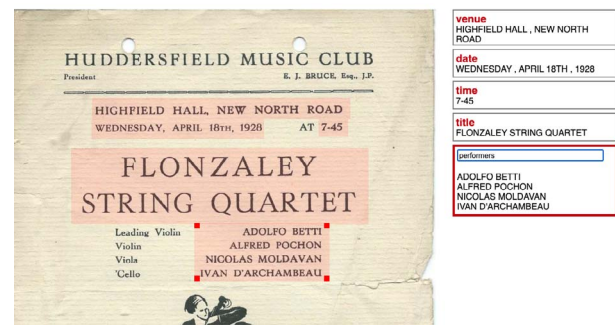 HUDDERSFIELD MUSIC CLUB
President E. J. BRUCE, Esq., J.P.
HIGHFIELD HALL, NEW NORTH ROAD
WEDNESDAY, APRIL 18TH, 1928 AT 7-45
FLONZALEY
STRING QUARTET
Leading Violin ADOLFO BETTI
Violin ALFRED POCHON
Viola NICOLAS MOLDAVAN
'Cello IVAN D'ARCHAMBEAU
venue
HIGHFIELD HALL , NEW NORTH
ROAD
date
WEDNESDAY , APRIL 18TH , 1928
time
7-45
title
FLONZALEY STRING QUARTET
performers
ADOLFO BETTI
ALFRED POCHON
NICOLAS MOLDAVAN
IVAN D'ARCHAMBEAU